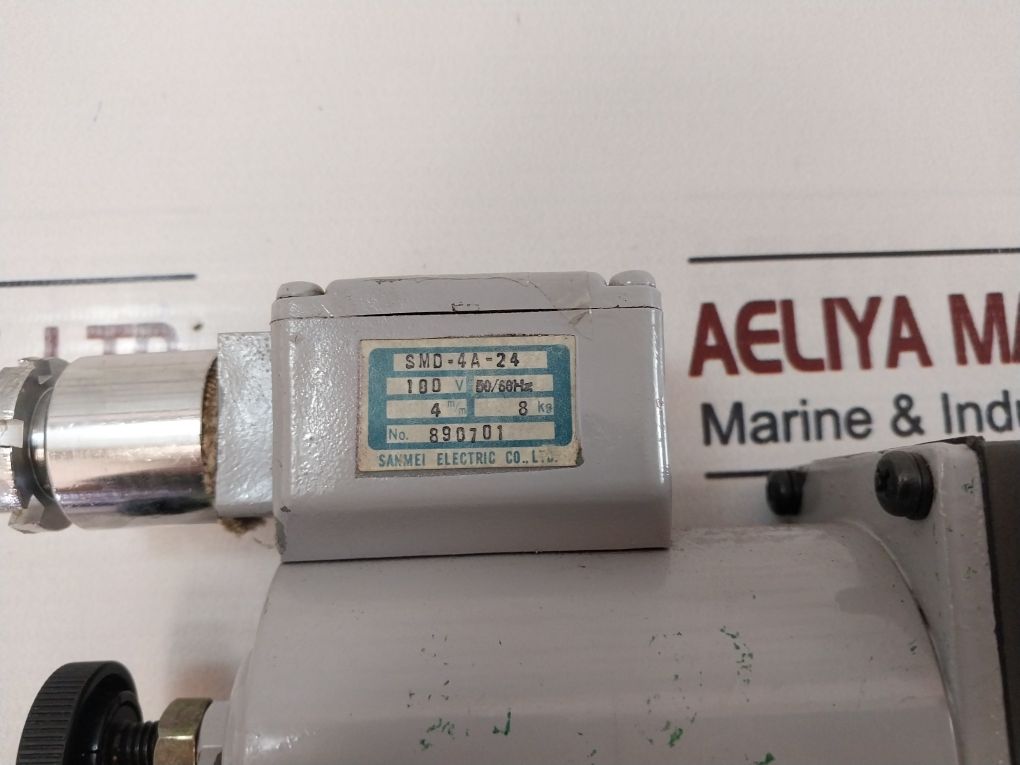 LTD
SMD-4A-24
100 V 50/60Hz
4 m/m 8 kg
No. 890701
SANMEI ELECTRIC CO., LTD.
AELIYA MA
Marine & Indu